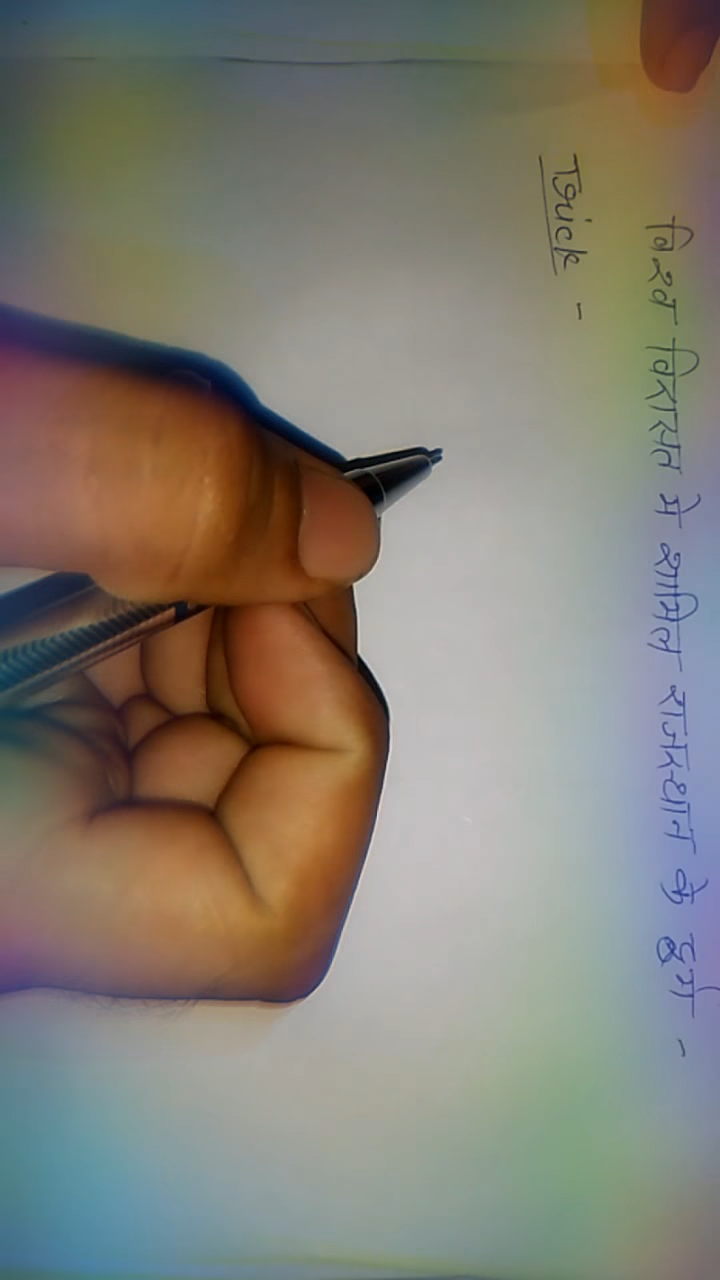 विश्व विरासत मे शामिल राजस्थान के दुर्ग -
Trick -